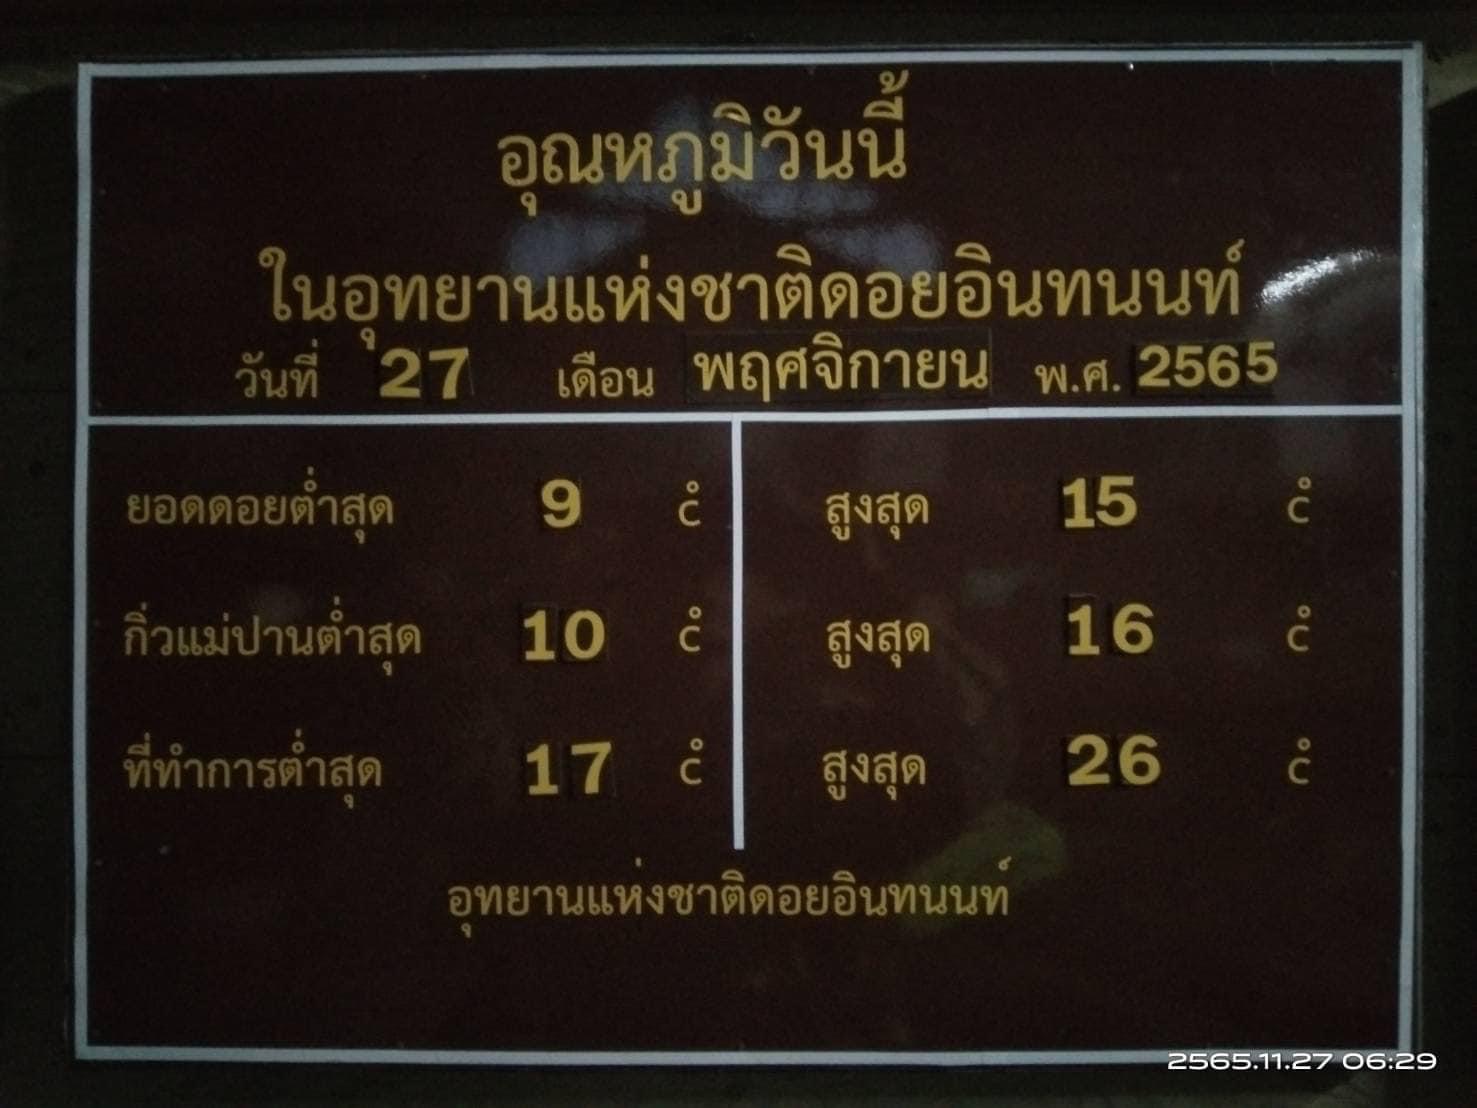 อุณหภูมิวันนี้
ในอุทยานแห่งชาติดอยอินทนนท์
วันที่ 27 เดือน พฤศจิกายน พ.ศ. 2565
ยอดดอยต่ำสุด 9 c̊ สูงสุด 15 c̊
กิ่วแม่ปานต่ำสุด 10 c̊ สูงสุด 16 c̊
ที่ทำการต่ำสุด 17 c̊ สูงสุด 26 c̊
อุทยานแห่งชาติดอยอินทนนท์
2565.11.27 06:29